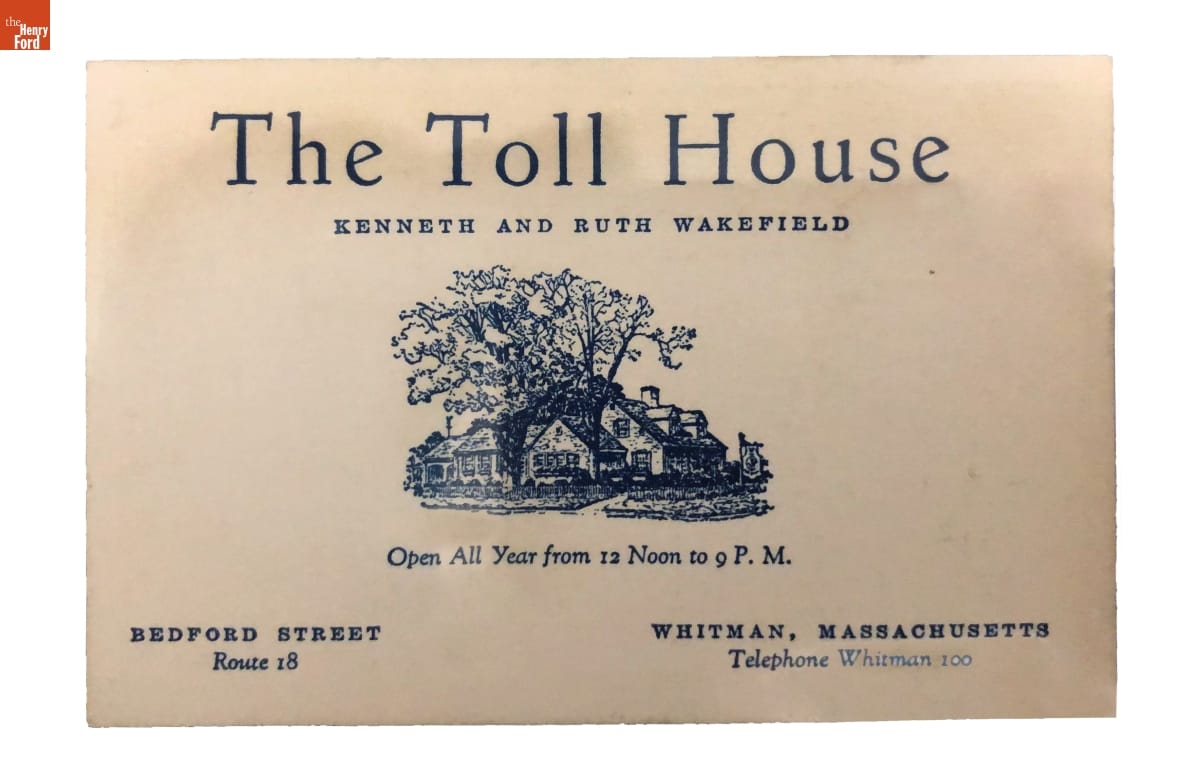 the
Henry
Ford
The Toll House
KENNETH AND RUTH WAKEFIELD
Open All Year from 12 Noon to 9 P. M.
BEDFORD STREET
Route 18
WHITMAN, MASSACHUSETTS
Telephone Whitman 100